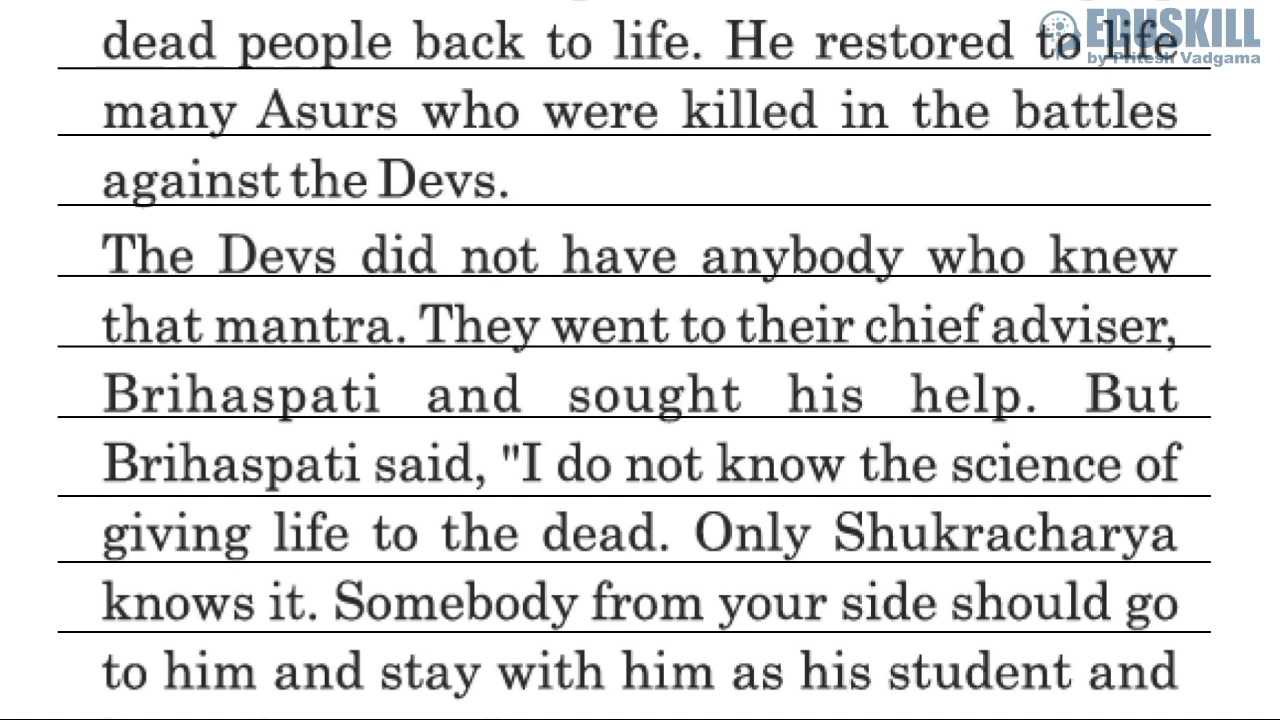 dead people back to life. He restored to life
many Asurs who were killed in the battles
against the Devs.
The Devs did not have anybody who knew
that mantra. They went to their chief adviser,
Brihaspati and sought his help. But
Brihaspati said, "I do not know the science of
giving life to the dead. Only Shukracharya
knows it. Somebody from your side should go
to him and stay with him as his student and
EDUSKILL
by Pritesh Vadgama